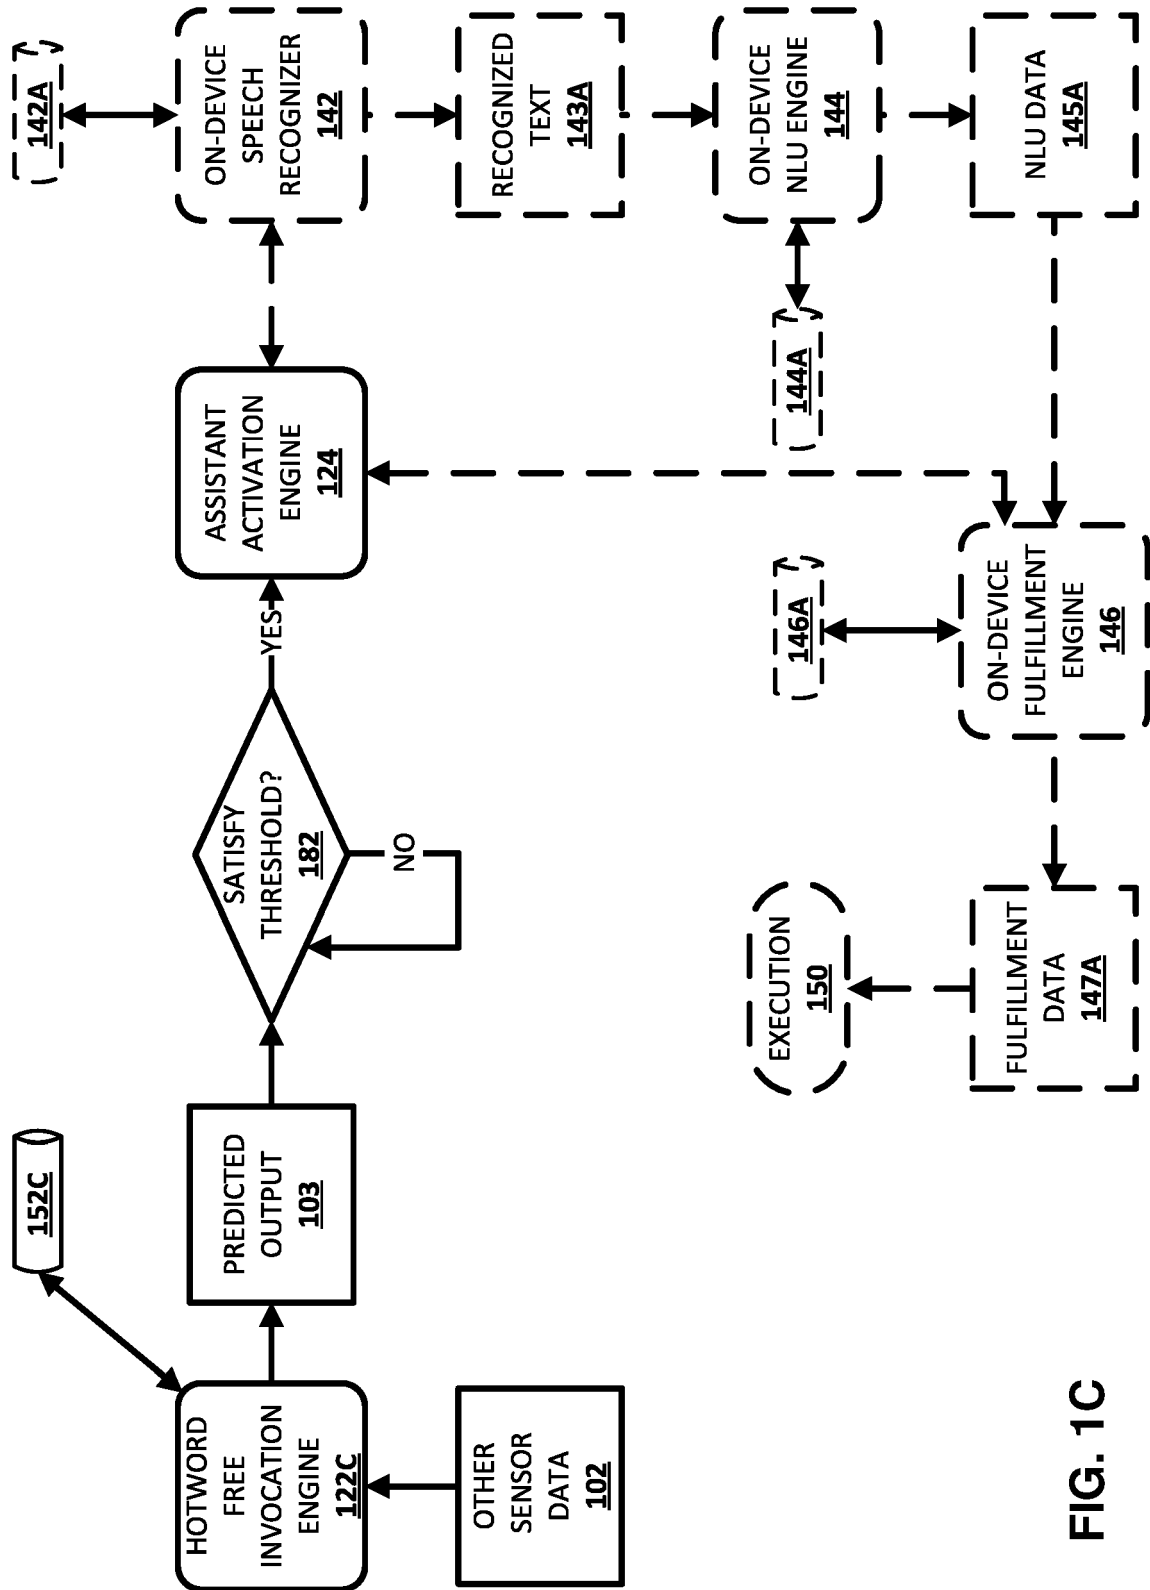 HOTWORD
FREE
INVOCATION
ENGINE
122C
OTHER
SENSOR
DATA
102
152C
PREDICTED
OUTPUT
103
SATISFY
THRESHOLD?
182
NO
YES
ASSISTANT
ACTIVATION
ENGINE
124
142A
ON-DEVICE
SPEECH
RECOGNIZER
142
RECOGNIZED
TEXT
143A
ON-DEVICE
NLU ENGINE
144
144A
NLU DATA
145A
146A
ON-DEVICE
FULFILLMENT
ENGINE
146
FULFILLMENT
DATA
147A
EXECUTION
150
FIG. 1C